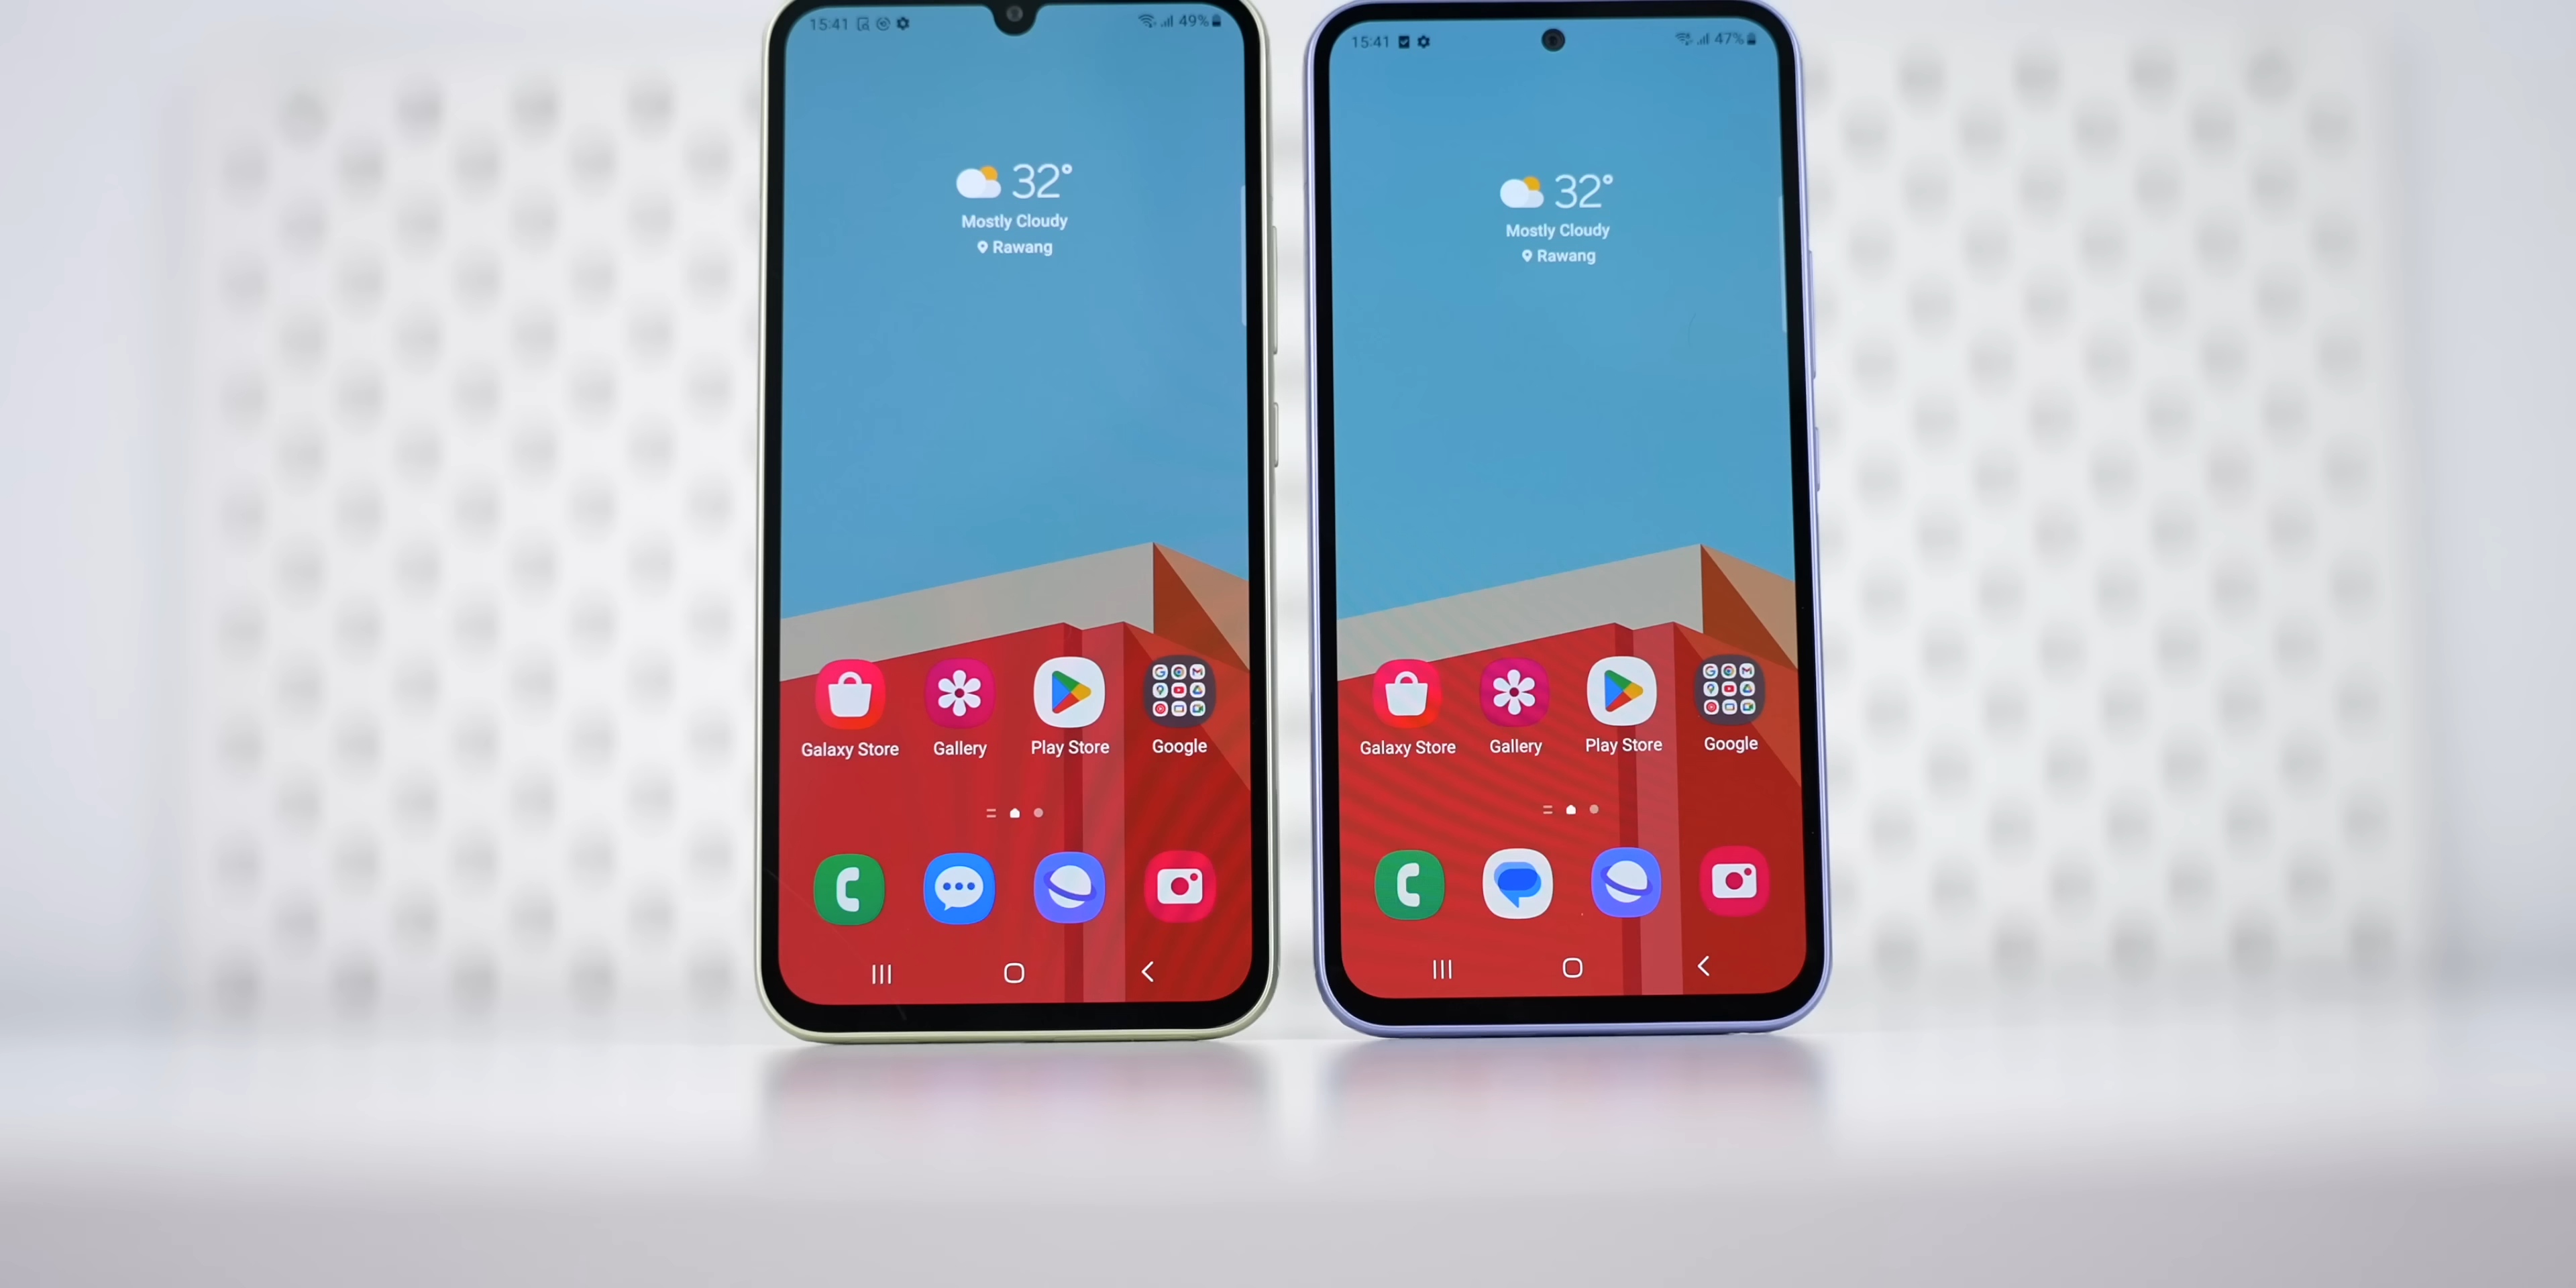 15:41
49%
32°
Mostly Cloudy
Rawang
Galaxy Store
Gallery
Play Store
Google
15:41
47%
32°
Mostly Cloudy
Rawang
Galaxy Store
Gallery
Play Store
Google